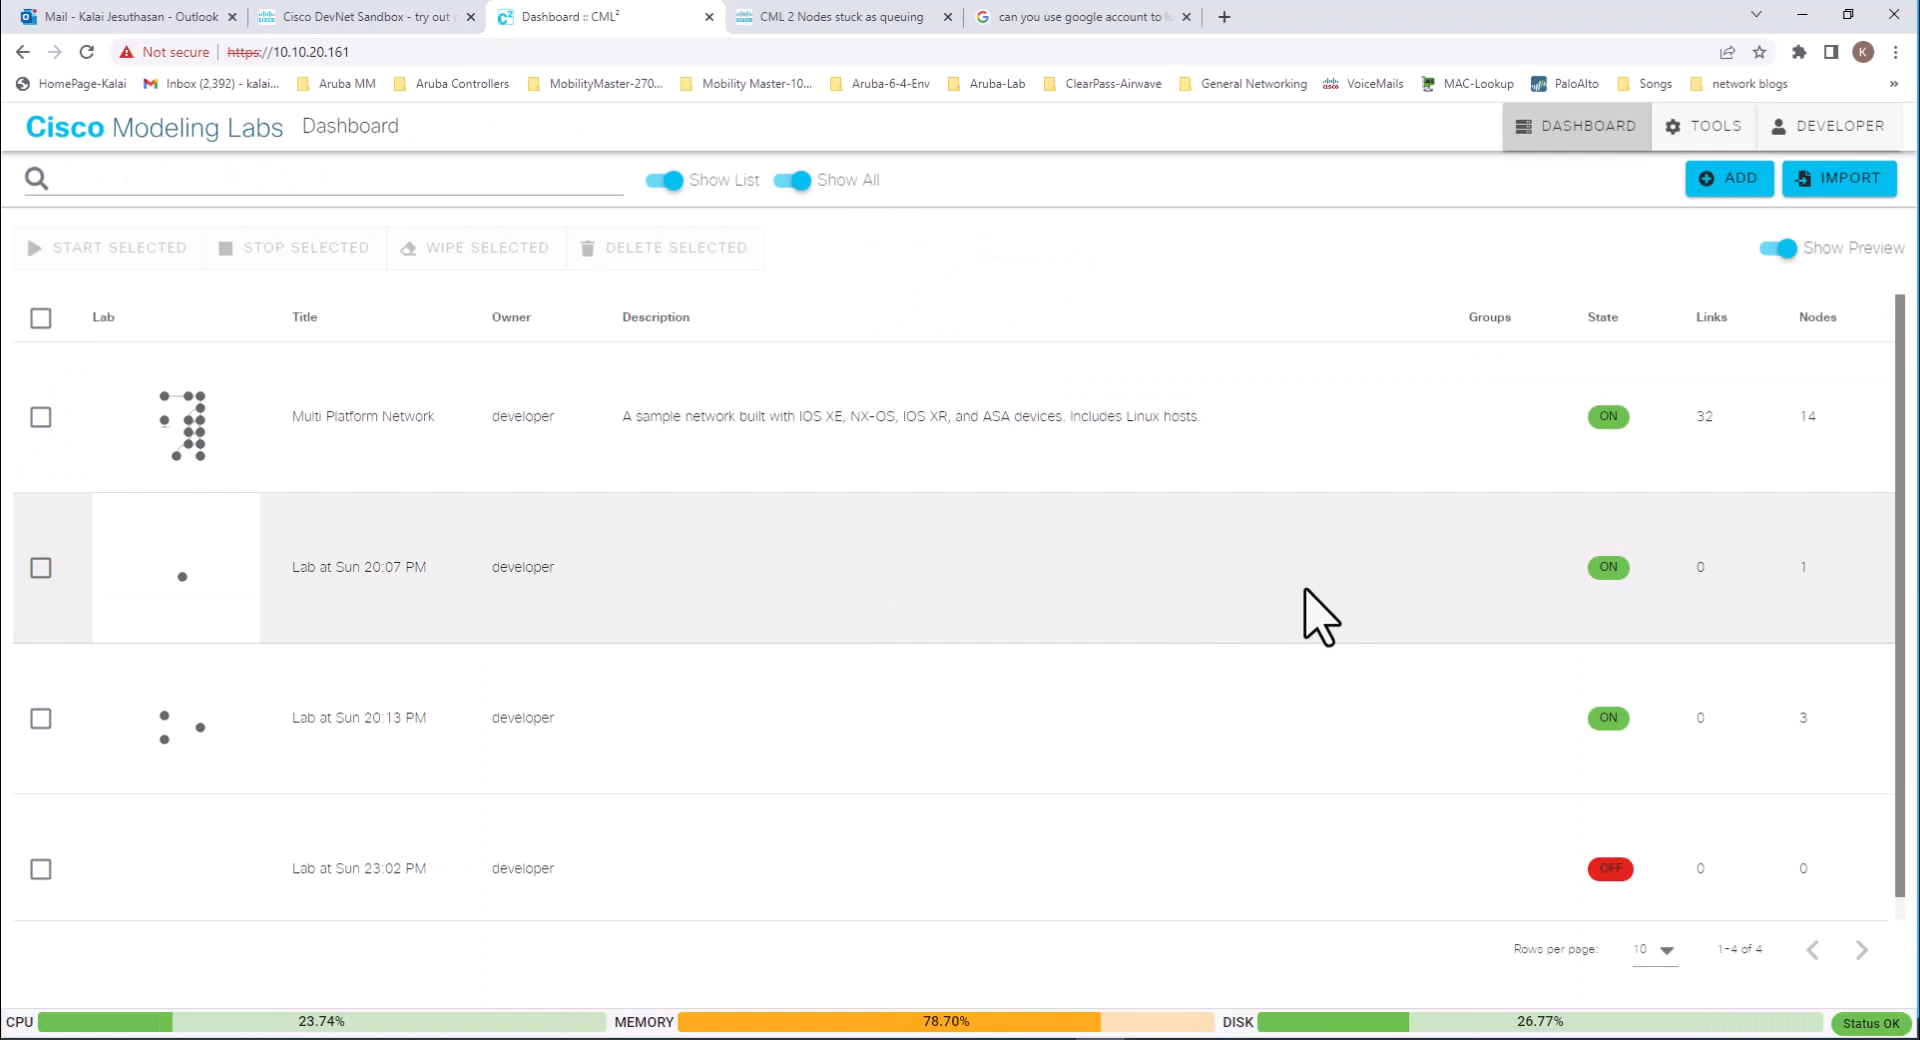 Mail - Kalai Jesuthasan - Outlook
Cisco DevNet Sandbox - try out
Dashboard :: CML²
CML 2 Nodes stuck as queuing
can you use google account to
Not secure
https://10.10.20.161
K
HomePage-Kalai
Inbox (2,392) - kalai...
Aruba MM
Aruba Controllers
MobilityMaster-270...
Mobility Master-10...
Aruba-6-4-Env
Aruba-Lab
ClearPass-Airwave
General Networking
VoiceMails
MAC-Lookup
PaloAlto
Songs
network blogs
»
Cisco Modeling Labs Dashboard
DASHBOARD
TOOLS
DEVELOPER
Show List
Show All
ADD
IMPORT
START SELECTED
STOP SELECTED
WIPE SELECTED
DELETE SELECTED
Show Preview
Lab Title Owner Description Groups State Links Nodes
Multi Platform Network developer A sample network built with IOS XE, NX-OS, IOS XR, and ASA devices. Includes Linux hosts. ON 32 14
Lab at Sun 20:07 PM developer ON 0 1
Lab at Sun 20:13 PM developer ON 0 3
Lab at Sun 23:02 PM developer OFF 0 0
Rows per page: 10 1-4 of 4
CPU 23.74% MEMORY 78.70% DISK 26.77% Status OK